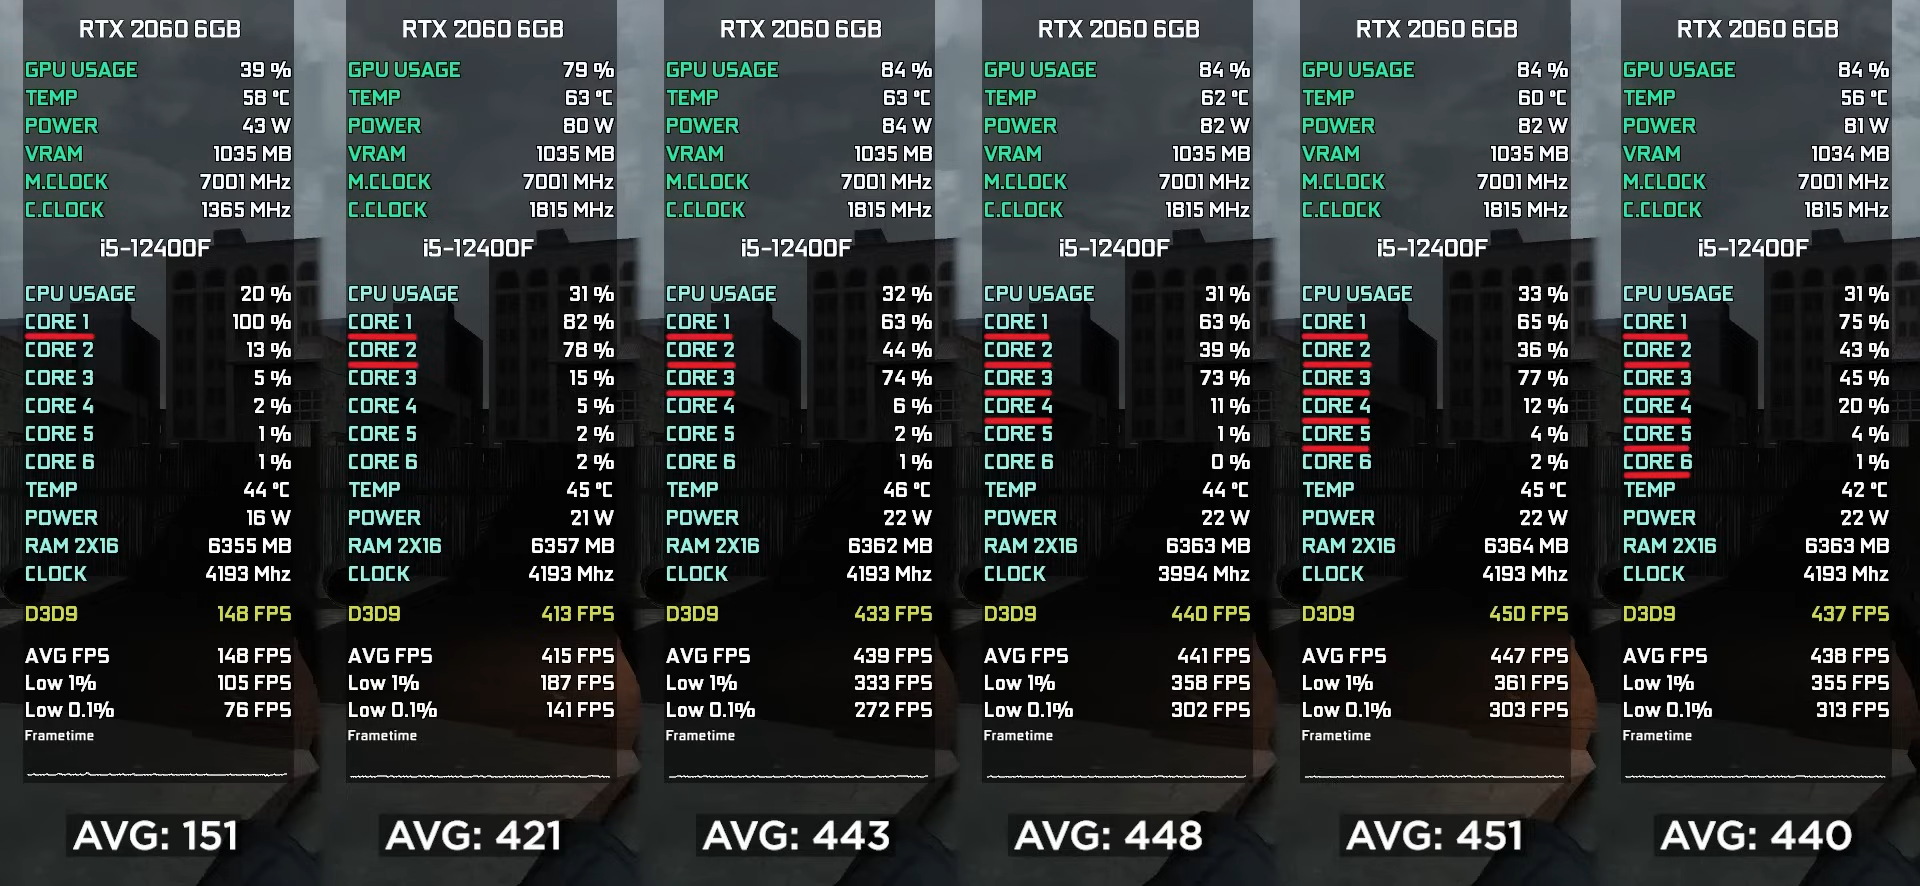 RTX 2060 6GB
GPU USAGE 39 %
TEMP 58 °C
POWER 43 W
VRAM 1035 MB
M.CLOCK 7001 MHz
C.CLOCK 1365 MHz
i5-12400F
CPU USAGE 20 %
CORE 1 100 %
CORE 2 13 %
CORE 3 5 %
CORE 4 2 %
CORE 5 1 %
CORE 6 1 %
TEMP 44 °C
POWER 16 W
RAM 2X16 6355 MB
CLOCK 4193 Mhz
D3D9 148 FPS
AVG FPS 148 FPS
Low 1% 105 FPS
Low 0.1% 76 FPS
Frametime
AVG: 151
RTX 2060 6GB
GPU USAGE 79 %
TEMP 63 °C
POWER 80 W
VRAM 1035 MB
M.CLOCK 7001 MHz
C.CLOCK 1815 MHz
i5-12400F
CPU USAGE 31 %
CORE 1 82 %
CORE 2 78 %
CORE 3 15 %
CORE 4 5 %
CORE 5 2 %
CORE 6 2 %
TEMP 45 °C
POWER 21 W
RAM 2X16 6357 MB
CLOCK 4193 Mhz
D3D9 413 FPS
AVG FPS 415 FPS
Low 1% 187 FPS
Low 0.1% 141 FPS
Frametime
AVG: 421
RTX 2060 6GB
GPU USAGE 84 %
TEMP 63 °C
POWER 84 W
VRAM 1035 MB
M.CLOCK 7001 MHz
C.CLOCK 1815 MHz
i5-12400F
CPU USAGE 32 %
CORE 1 63 %
CORE 2 44 %
CORE 3 74 %
CORE 4 6 %
CORE 5 2 %
CORE 6 1 %
TEMP 46 °C
POWER 22 W
RAM 2X16 6362 MB
CLOCK 4193 Mhz
D3D9 433 FPS
AVG FPS 439 FPS
Low 1% 333 FPS
Low 0.1% 272 FPS
Frametime
AVG: 443
RTX 2060 6GB
GPU USAGE 84 %
TEMP 62 °C
POWER 82 W
VRAM 1035 MB
M.CLOCK 7001 MHz
C.CLOCK 1815 MHz
i5-12400F
CPU USAGE 31 %
CORE 1 63 %
CORE 2 39 %
CORE 3 73 %
CORE 4 11 %
CORE 5 1 %
CORE 6 0 %
TEMP 44 °C
POWER 22 W
RAM 2X16 6363 MB
CLOCK 3994 Mhz
D3D9 440 FPS
AVG FPS 441 FPS
Low 1% 358 FPS
Low 0.1% 302 FPS
Frametime
AVG: 448
RTX 2060 6GB
GPU USAGE 84 %
TEMP 60 °C
POWER 82 W
VRAM 1035 MB
M.CLOCK 7001 MHz
C.CLOCK 1815 MHz
i5-12400F
CPU USAGE 33 %
CORE 1 65 %
CORE 2 36 %
CORE 3 77 %
CORE 4 12 %
CORE 5 4 %
CORE 6 2 %
TEMP 45 °C
POWER 22 W
RAM 2X16 6364 MB
CLOCK 4193 Mhz
D3D9 450 FPS
AVG FPS 447 FPS
Low 1% 361 FPS
Low 0.1% 303 FPS
Frametime
AVG: 451
RTX 2060 6GB
GPU USAGE 84 %
TEMP 56 °C
POWER 81 W
VRAM 1034 MB
M.CLOCK 7001 MHz
C.CLOCK 1815 MHz
i5-12400F
CPU USAGE 31 %
CORE 1 75 %
CORE 2 43 %
CORE 3 45 %
CORE 4 20 %
CORE 5 4 %
CORE 6 1 %
TEMP 42 °C
POWER 22 W
RAM 2X16 6363 MB
CLOCK 4193 Mhz
D3D9 437 FPS
AVG FPS 438 FPS
Low 1% 355 FPS
Low 0.1% 313 FPS
Frametime
AVG: 440